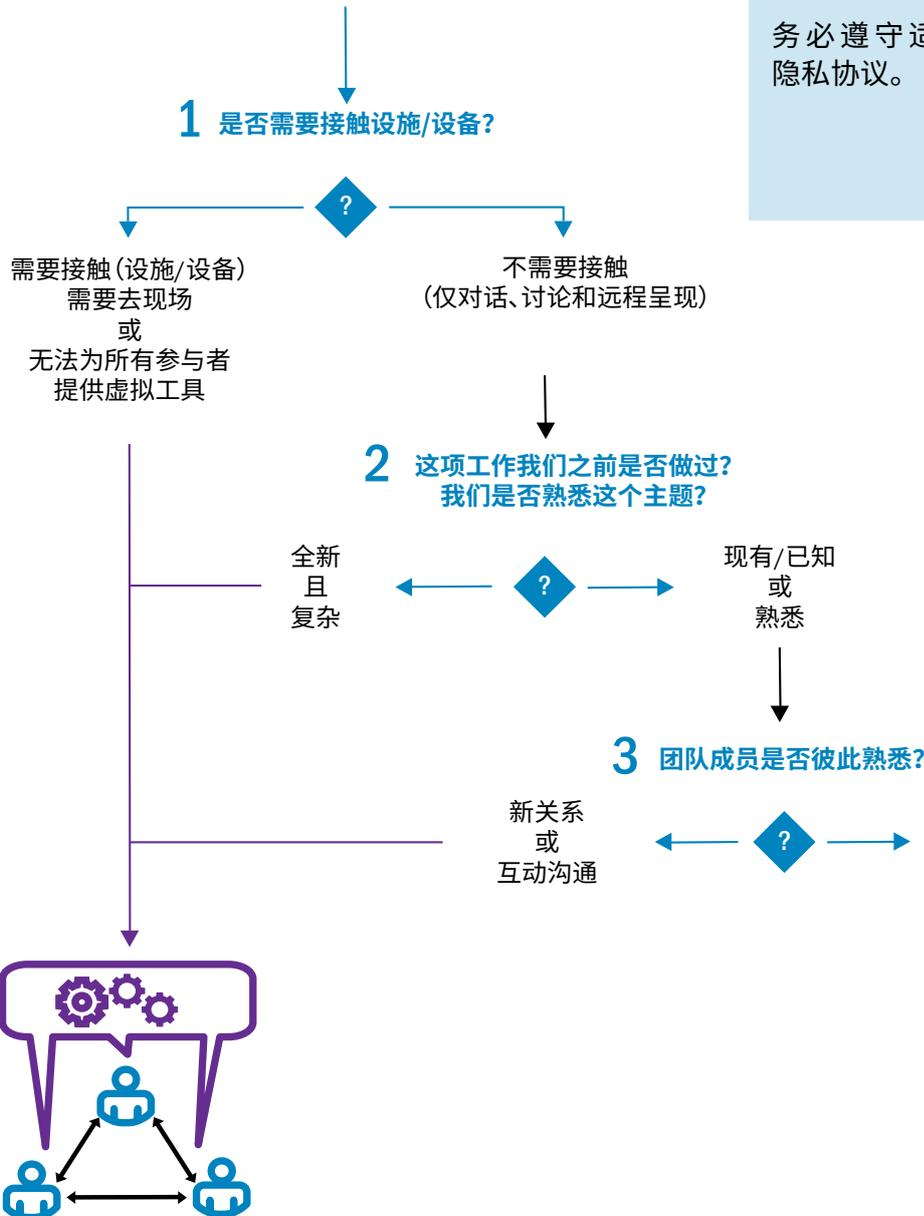 务必遵守适
隐私协议。
1 是否需要接触设施/设备?
?
需要接触(设施/设备)
需要去现场
或
无法为所有参与者
提供虚拟工具
不需要接触
(仅对话、讨论和远程呈现)
2 这项工作我们之前是否做过?
我们是否熟悉这个主题?
全新
且
复杂
?
现有/已知
或
熟悉
3 团队成员是否彼此熟悉?
新关系
或
互动沟通
?